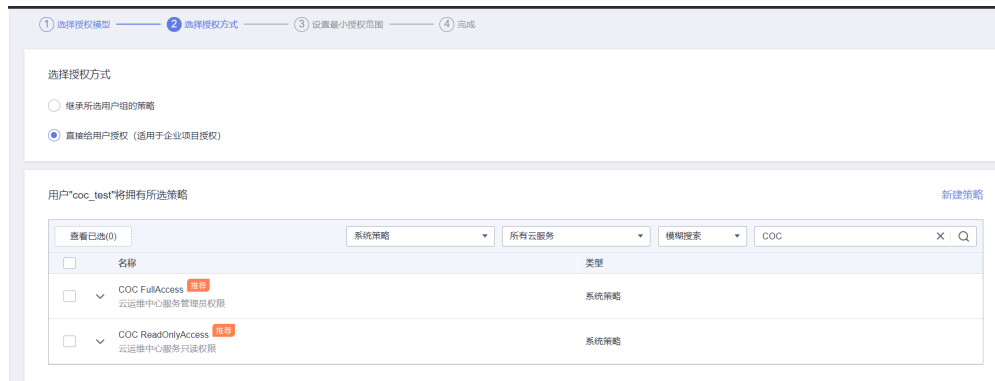 1 选择授权模型 2 选择授权方式 3 设置最小授权范围 4 完成
选择授权方式
继承所选用户组的策略
直接给用户授权（适用于企业项目授权）
用户"coc_test"将拥有所选策略 新建策略
查看已选(0) 系统策略 所有云服务 模糊搜索 COC
名称 类型
COC FullAccess 推荐 系统策略
云运维中心服务管理员权限
COC ReadOnlyAccess 推荐 系统策略
云运维中心服务只读权限